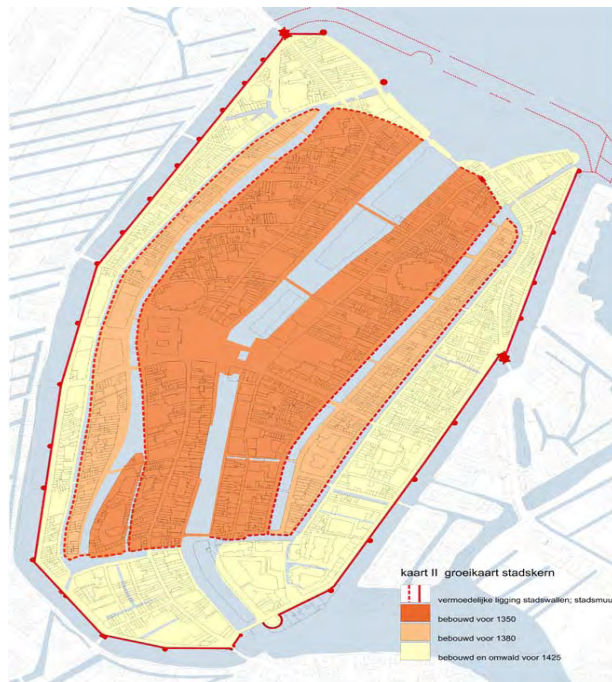 kaart II groeikaart stadskern
vermoedelijke ligging stadswallen; stadsmuu
bebouwd voor 1350
bebouwd voor 1380
bebouwd en omwald voor 1425